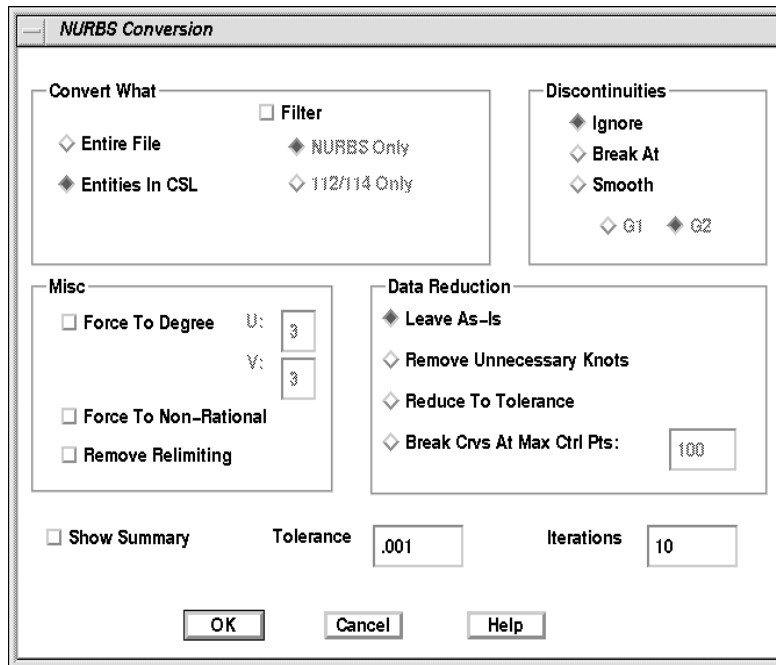 NURBS Conversion
Convert What
Filter
Entire File
NURBS Only
Entities In CSL
112/114 Only
Discontinuities
Ignore
Break At
Smooth
G1 G2
Misc
Force To Degree U: 3
V: 3
Force To Non-Rational
Remove Relimiting
Data Reduction
Leave As-Is
Remove Unnecessary Knots
Reduce To Tolerance
Break Crvs At Max Ctrl Pts: 100
Show Summary Tolerance .001 Iterations 10
OK Cancel Help